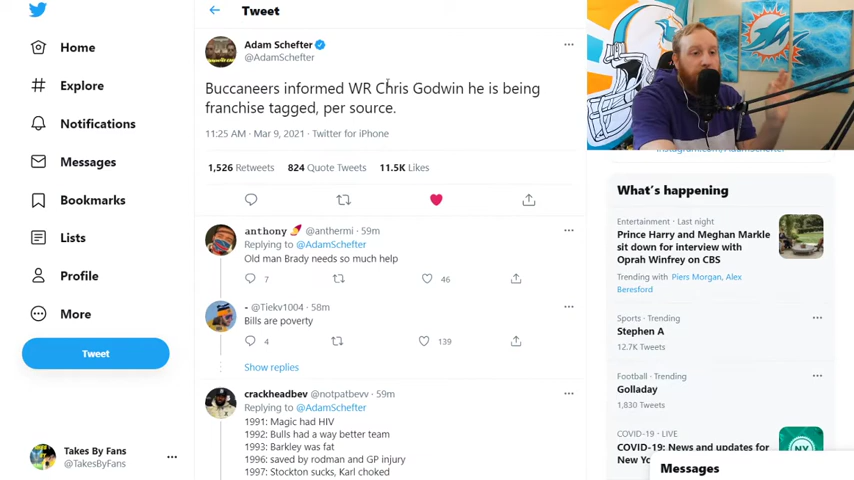 Tweet
Home
Explore
Notifications
Messages
Bookmarks
Lists
Profile
More
Tweet
Takes By Fans
@TakesByFans
Adam Schefter
@AdamSchefter
Buccaneers informed WR Chris Godwin he is being
franchise tagged, per source.
11:25 AM · Mar 9, 2021 · Twitter for iPhone
1,526 Retweets 824 Quote Tweets 11.5K Likes
anthony @anthermi · 59m
Replying to @AdamSchefter
Old man Brady needs so much help
7 46
- @Tiekv1004 · 58m
Bills are poverty
4 139
Show replies
crackheadbev @notpatbevv · 59m
Replying to @AdamSchefter
1991: Magic had HIV
1992: Bulls had a way better team
1993: Barkley was fat
1996: saved by rodman and GP injury
1997: Stockton sucks, Karl choked
instagram.com/AdamSchefter
What's happening
Entertainment · Last night
Prince Harry and Meghan Markle
sit down for interview with
Oprah Winfrey on CBS
Trending with Piers Morgan, Alex
Beresford
Sports · Trending
Stephen A
12.7K Tweets
Football · Trending
Golladay
1,830 Tweets
COVID-19 · LIVE
COVID-19: News and updates for
New Yo
Messages